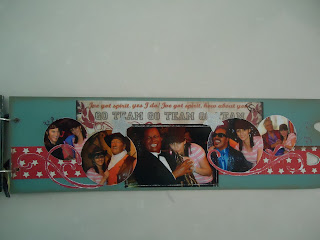 I've got spirit, yes I do! I've got spirit, how about you
GO TEAM GO TEAM GO TEAM